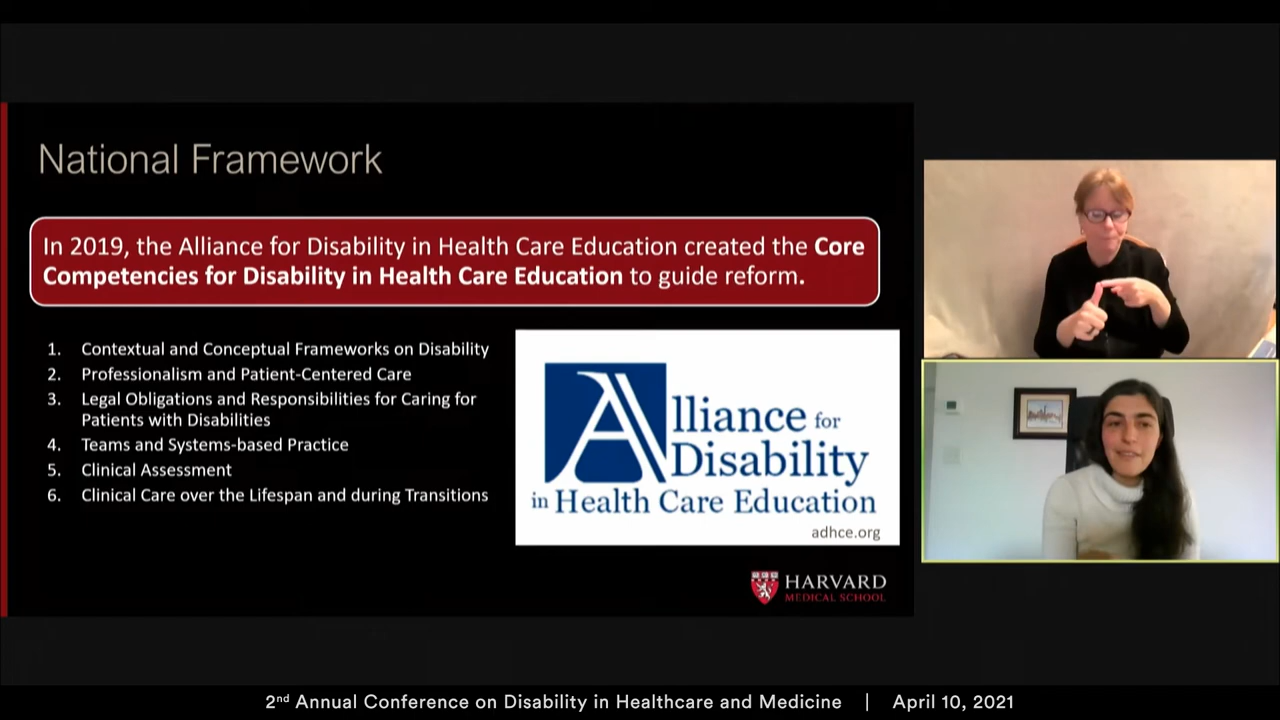 National Framework
In 2019, the Alliance for Disability in Health Care Education created the Core
Competencies for Disability in Health Care Education to guide reform.
1. Contextual and Conceptual Frameworks on Disability
2. Professionalism and Patient-Centered Care
3. Legal Obligations and Responsibilities for Caring for
Patients with Disabilities
4. Teams and Systems-based Practice
5. Clinical Assessment
6. Clinical Care over the Lifespan and during Transitions
Alliance for
Disability
in Health Care Education
adhce.org
HARVARD
MEDICAL SCHOOL
2nd Annual Conference on Disability in Healthcare and Medicine | April 10, 2021